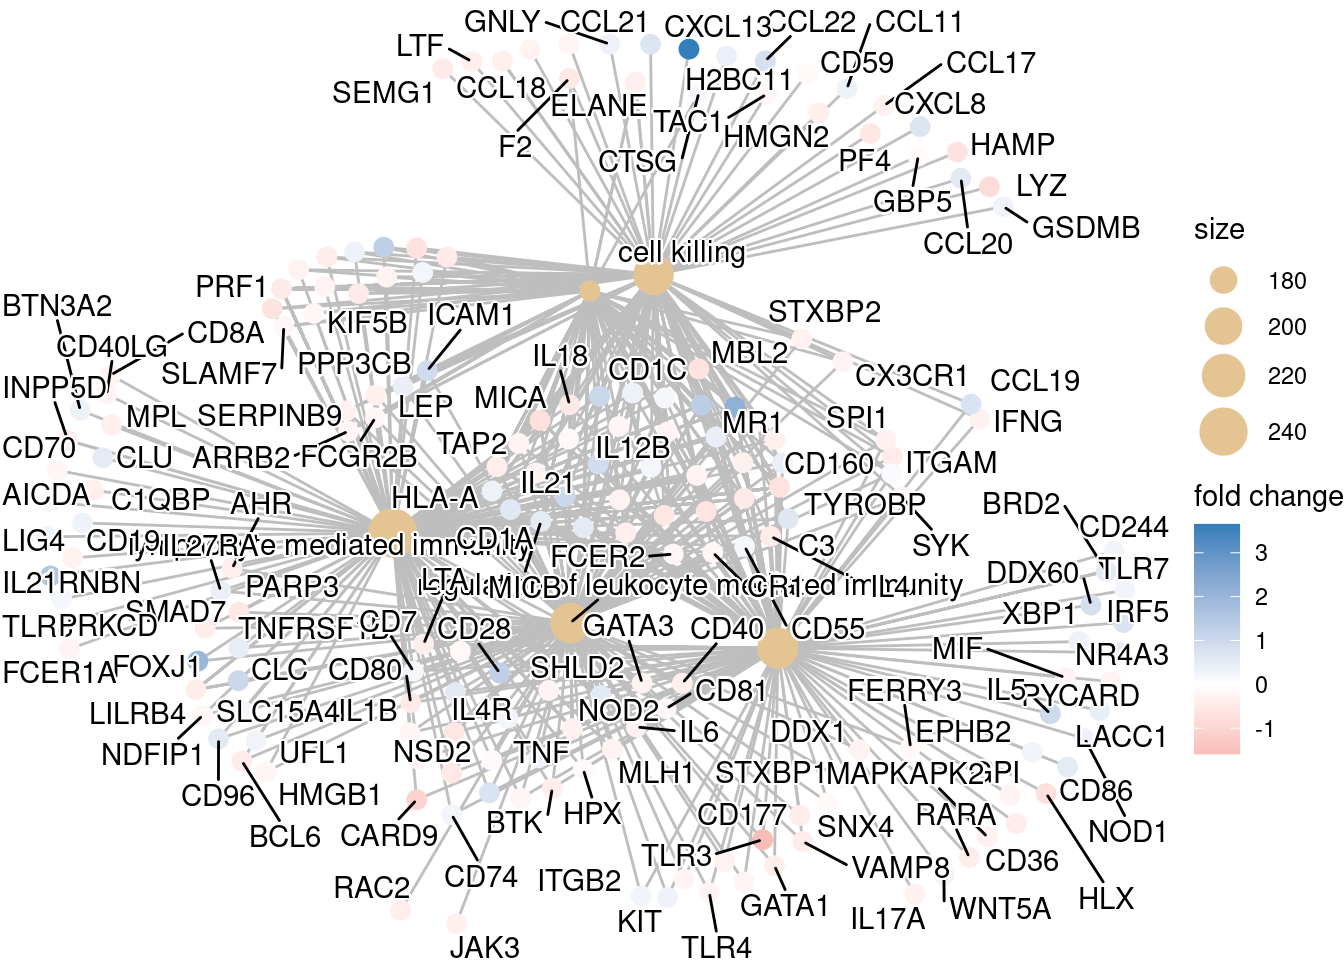 GNLY
CCL21
CXCL13
CCL22
CCL11
LTF
CD59
CCL17
SEMG1
CCL18
ELANE
H2BC11
CXCL8
F2
TAC1
HMGN2
CTSG
PF4
HAMP
GBP5
LYZ
CCL20
GSDMB
cell killing
PRF1
BTN3A2
CD40LG
CD8A
KIF5B
ICAM1
STXBP2
SLAMF7
PPP3CB
IL18
CD1C
MBL2
INPP5D
CX3CR1
CCL19
MPL
SERPINB9
LEP
MICA
MR1
SPI1
IFNG
CD70
CLU
ARRB2
FCGR2B
TAP2
IL12B
CD160
ITGAM
AICDA
C1QBP
AHR
HLA-A
IL21
TYROBP
BRD2
LIG4
CD19
IL27RA
mediated immunity
CD1A
FCER2
C3
SYK
CD244
IL21R
NBN
PARP3
LTA
MICB
of leukocyte mediated immunity
CR1
IL4
DDX60
TLR7
SMAD7
XBP1
IRF5
PRKCD
TNFRSF
CD7
CD28
GATA3
CD40
CD55
FCER1A
FOXJ1
CLC
CD80
SHLD2
MIF
NR4A3
LILRB4
SLC15A4
IL1B
IL4R
NOD2
CD81
FERRY3
IL5
PYCARD
NDFIP1
UFL1
NSD2
TNF
IL6
DDX1
EPHB2
LACC1
CD96
HMGB1
MLH1
STXBP1
MAPKAPK2
GPI
CD86
BCL6
CARD9
BTK
HPX
CD177
SNX4
RARA
NOD1
RAC2
CD74
ITGB2
TLR3
VAMP8
CD36
HLX
KIT
GATA1
IL17A
WNT5A
JAK3
TLR4
size
180
200
220
240
fold change
3
2
1
0
-1